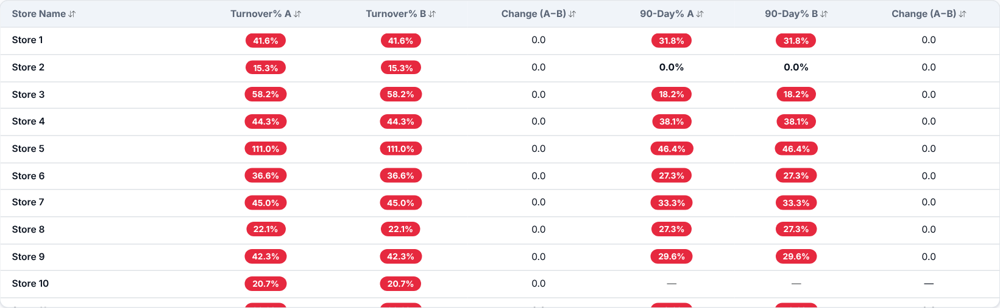 Store Name Turnover% A Turnover% B Change (A–B) 90-Day% A 90-Day% B Change (A–B)
Store 1 41.6% 41.6% 0.0 31.8% 31.8% 0.0
Store 2 15.3% 15.3% 0.0 0.0% 0.0% 0.0
Store 3 58.2% 58.2% 0.0 18.2% 18.2% 0.0
Store 4 44.3% 44.3% 0.0 38.1% 38.1% 0.0
Store 5 111.0% 111.0% 0.0 46.4% 46.4% 0.0
Store 6 36.6% 36.6% 0.0 27.3% 27.3% 0.0
Store 7 45.0% 45.0% 0.0 33.3% 33.3% 0.0
Store 8 22.1% 22.1% 0.0 27.3% 27.3% 0.0
Store 9 42.3% 42.3% 0.0 29.6% 29.6% 0.0
Store 10 20.7% 20.7% 0.0 — — —